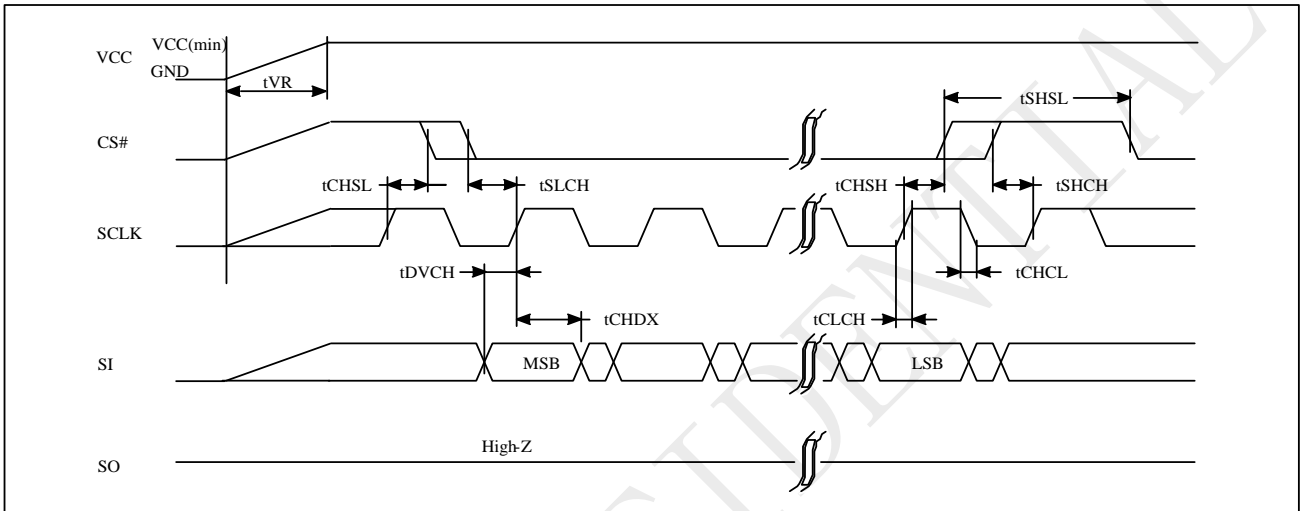 VCC
VCC(min)
GND
tVR
tSHSL
CS#
tCHSL
tSLCH
tCHSH
tSHCH
SCLK
tDVCH
tCHCL
tCHDX
tCLCH
SI
MSB
LSB
High-Z
SO